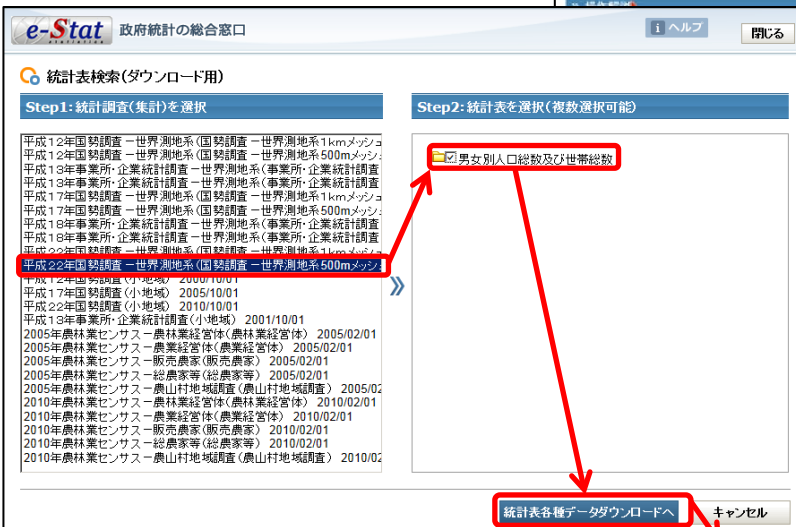 e-Stat 政府統計の総合窓口
statistics
i ヘルプ
閉じる
統計表検索(ダウンロード用)
Step1:統計調査(集計)を選択
Step2:統計表を選択(複数選択可能)
平成12年国勢調査－世界測地系(国勢調査－世界測地系1kmメッシュ
平成12年国勢調査－世界測地系(国勢調査－世界測地系500mメッシ
平成13年事業所・企業統計調査－世界測地系(事業所・企業統計調査
平成13年事業所・企業統計調査－世界測地系(事業所・企業統計調査
平成17年国勢調査－世界測地系(国勢調査－世界測地系1kmメッシュ
平成17年国勢調査－世界測地系(国勢調査－世界測地系500mメッシ
平成18年事業所・企業統計調査－世界測地系(事業所・企業統計調査
平成18年事業所・企業統計調査－世界測地系(事業所・企業統計調査
平成22年国勢調査－世界測地系(国勢調査－世界測地系1kmメッシュ
平成22年国勢調査－世界測地系(国勢調査－世界測地系500mメッシ
平成12年国勢調査(小地域) 2000/10/01
平成17年国勢調査(小地域) 2005/10/01
平成22年国勢調査(小地域) 2010/10/01
平成13年事業所・企業統計調査(小地域) 2001/10/01
2005年農林業センサス－農林業経営体(農林業経営体) 2005/02/01
2005年農林業センサス－農業経営体(農業経営体) 2005/02/01
2005年農林業センサス－販売農家(販売農家) 2005/02/01
2005年農林業センサス－総農家等(総農家等) 2005/02/01
2005年農林業センサス－農山村地域調査(農山村地域調査) 2005/02
2010年農林業センサス－農林業経営体(農林業経営体) 2010/02/01
2010年農林業センサス－農業経営体(農業経営体) 2010/02/01
2010年農林業センサス－販売農家(販売農家) 2010/02/01
2010年農林業センサス－総農家等(総農家等) 2010/02/01
2010年農林業センサス－農山村地域調査(農山村地域調査) 2010/02
»
男女別人口総数及び世帯総数
統計表各種データダウンロードへ
キャンセル